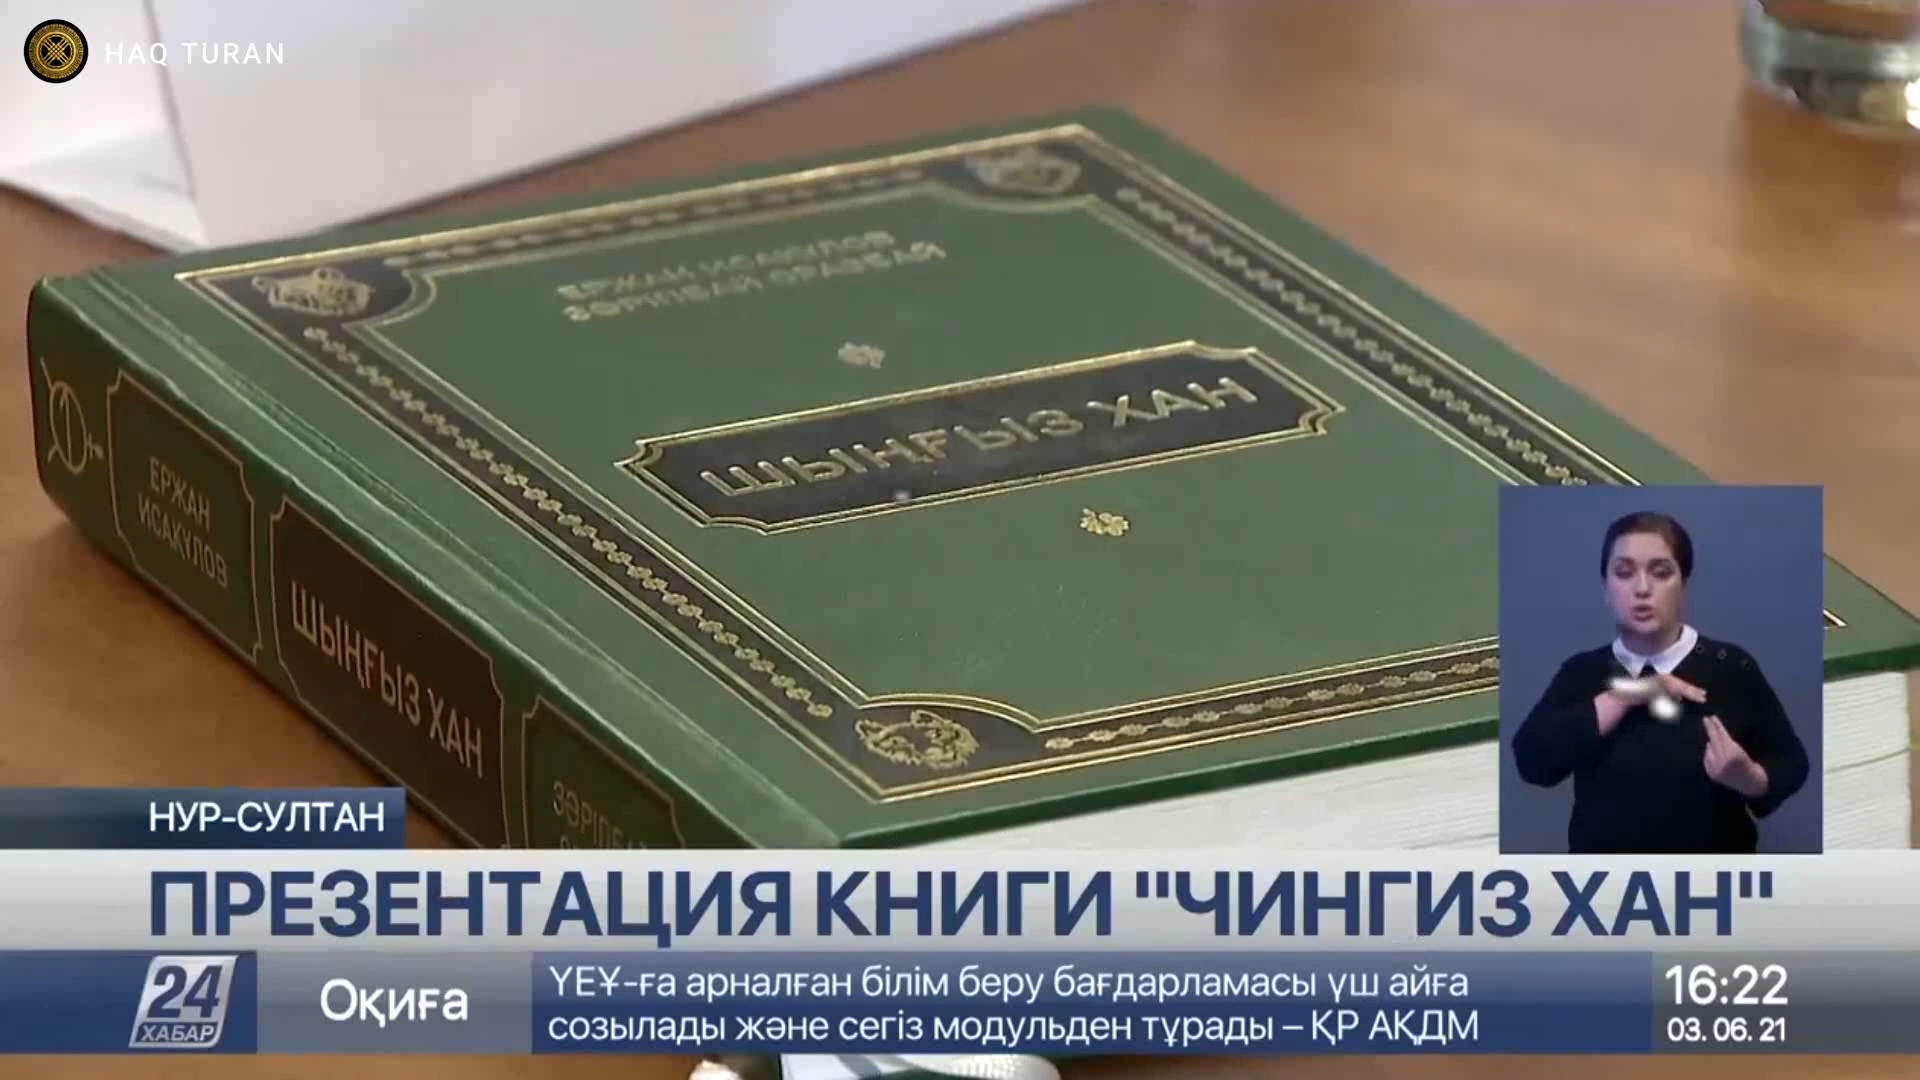 HAQ TURAN
ЕРЖАН ИСАҚҰЛОВ
ЗӘРІПБАЙ ОРАЗБАЙ
ШЫҢҒЫЗ ХАН
ЕРЖАН
ИСАҚҰЛОВ
ШЫҢҒЫЗ ХАН
НУР-СУЛТАН
ПРЕЗЕНТАЦИЯ КНИГИ "ЧИНГИЗ ХАН"
24
ХАБАР
Оқиға
ҮЕҰ-ға арналған білім беру бағдарламасы үш айға
созылады және сегіз модульден тұрады – ҚР АҚДМ
16:22
03. 06. 21